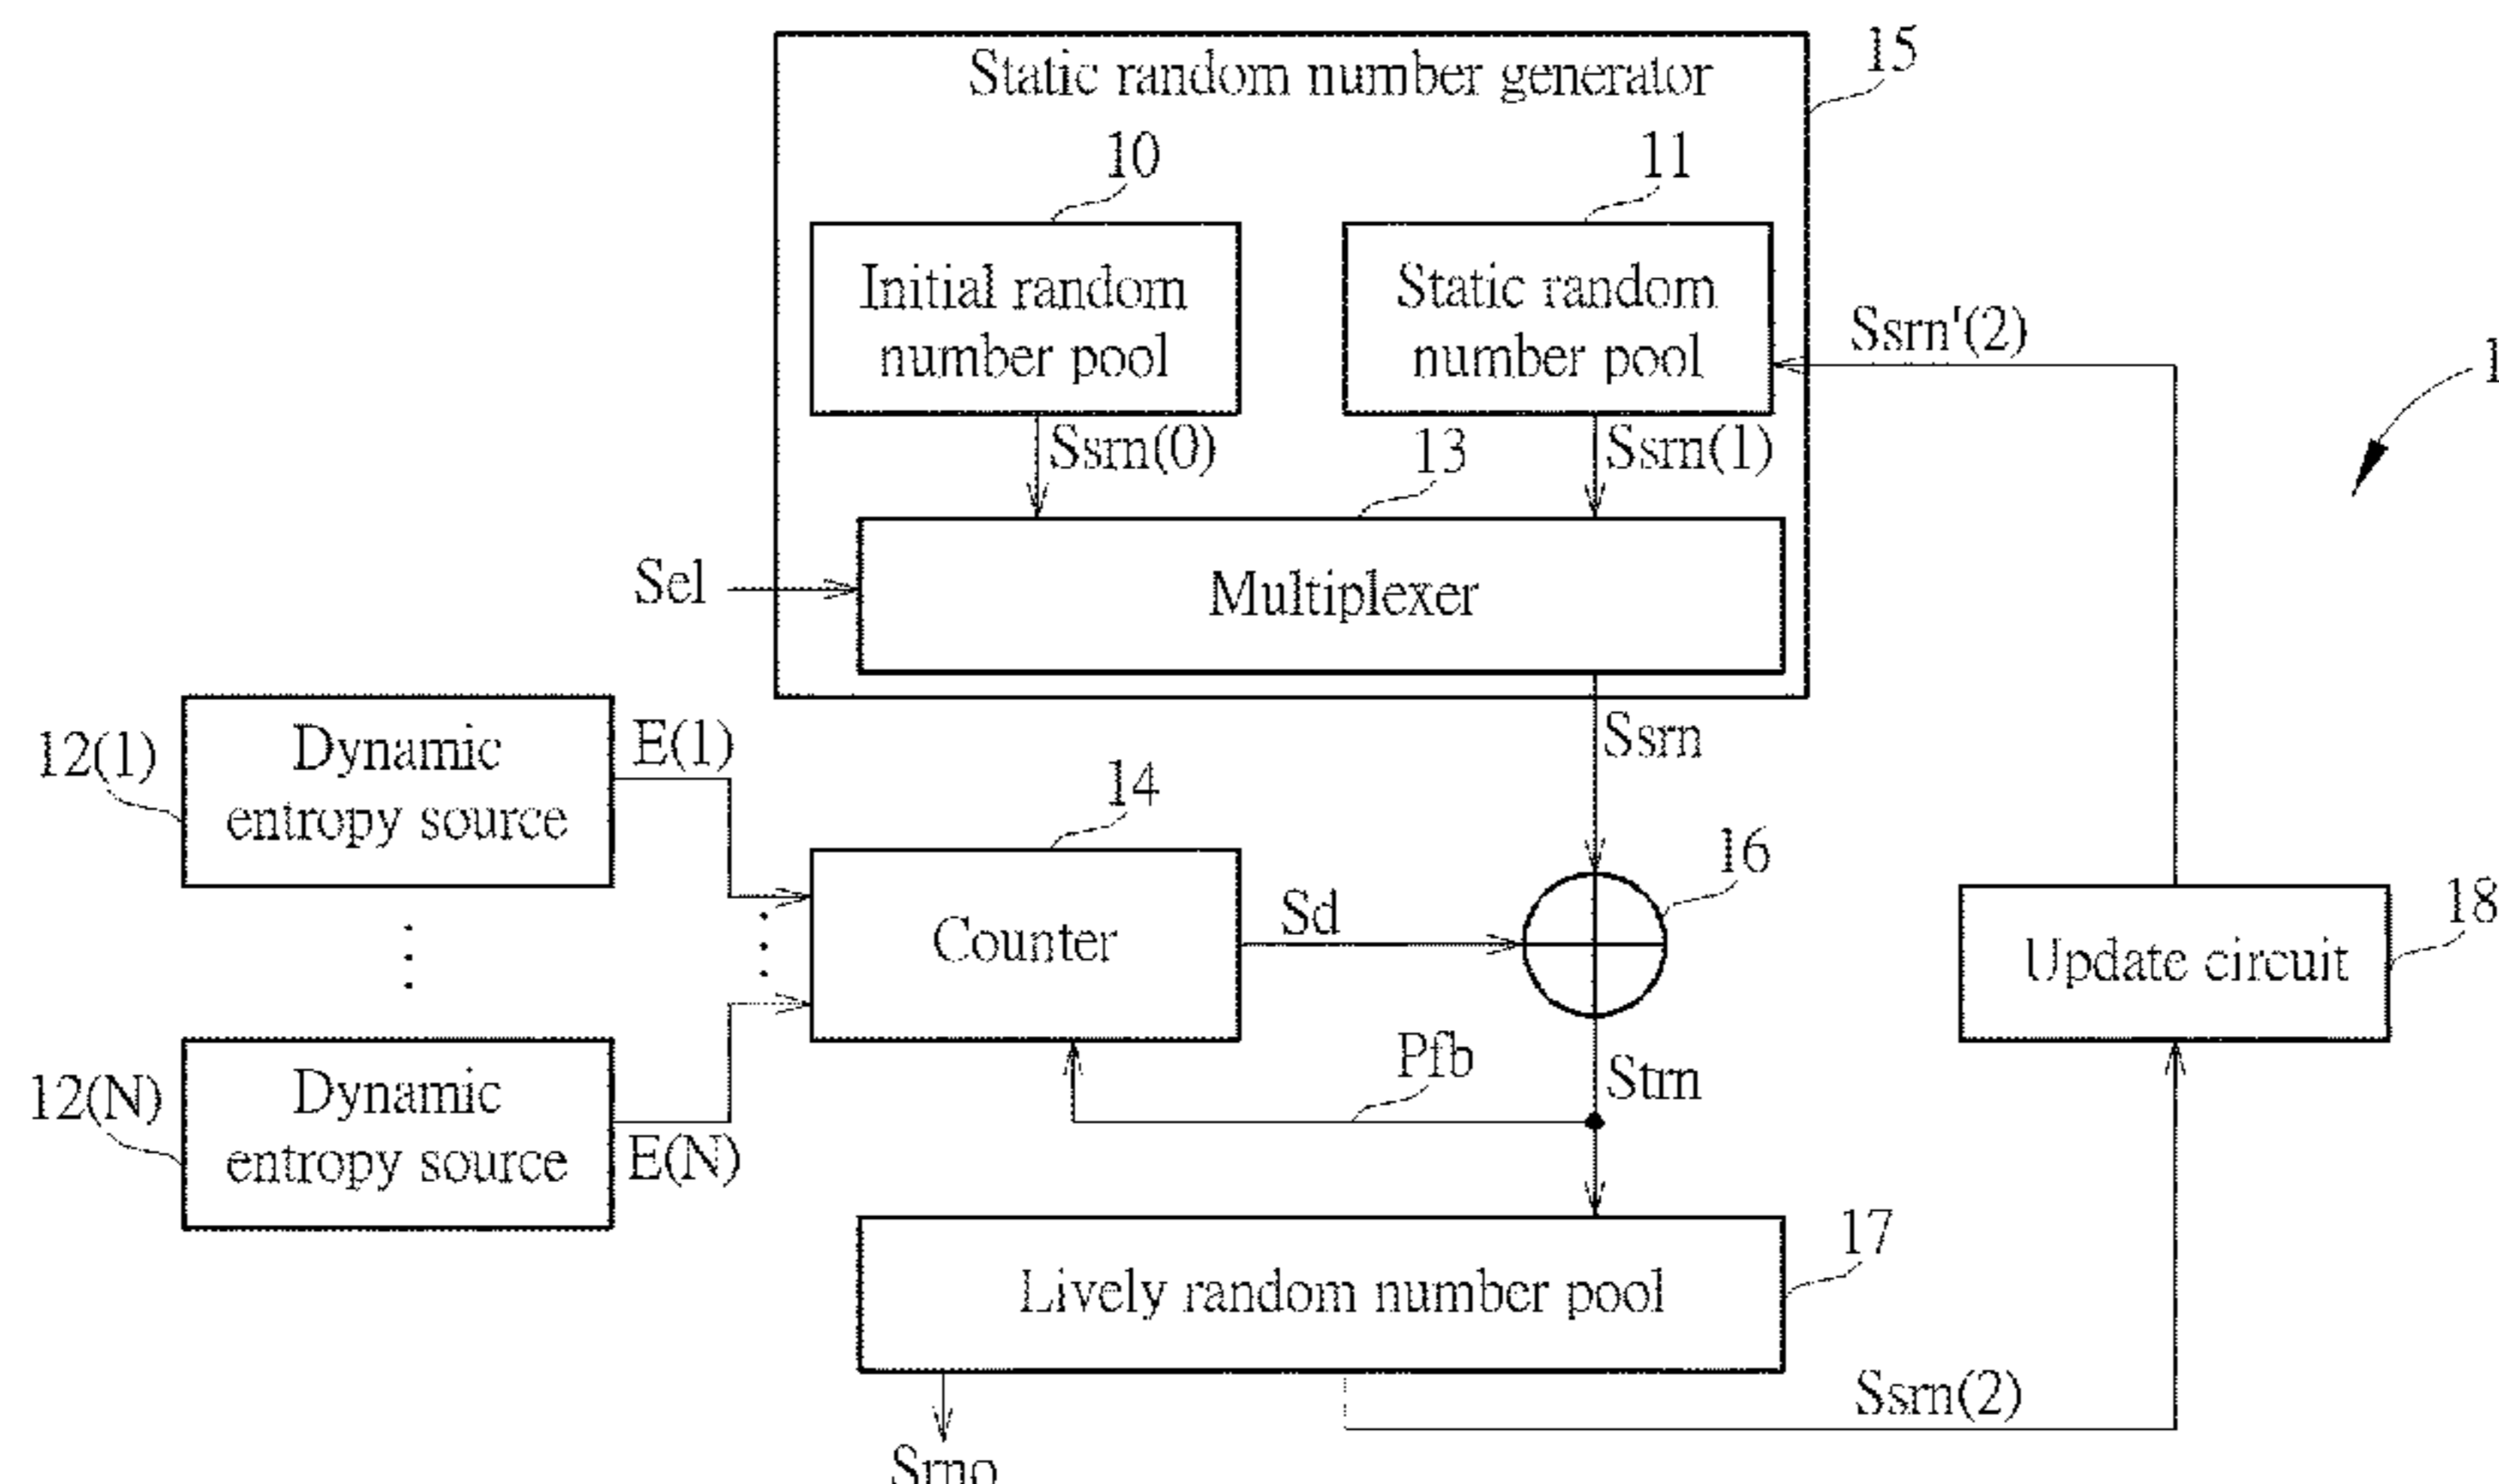 15
Static random number generator
10
11
Initial random
number pool
Static random
number pool
Ssrn'(2)
1
Ssrn(0)
13
Ssrn(1)
Sel
Multiplexer
12(1)
Dynamic
entropy source
E(1)
Ssrn
14
16
Counter
Sd
18
Update circuit
12(N)
Dynamic
entropy source
E(N)
Pfb
Strn
17
Lively random number pool
Ssrn(2)
Srno